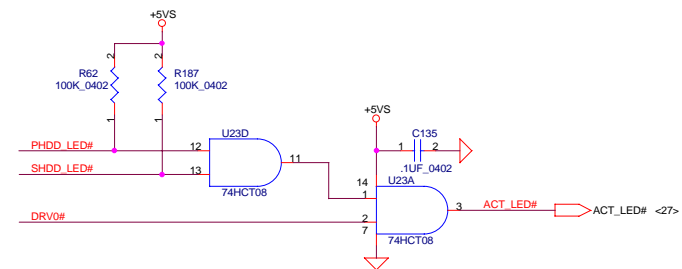 +5VS
2
2
R62
100K_0402
R187
100K_0402
1
1
+5VS
U23D
C135
PHDD_LED#
12
11
1
2
SHDD_LED#
13
.1UF_0402
74HCT08
14
U23A
1
3
ACT_LED#
ACT_LED# <27>
DRV0#
2
7
74HCT08